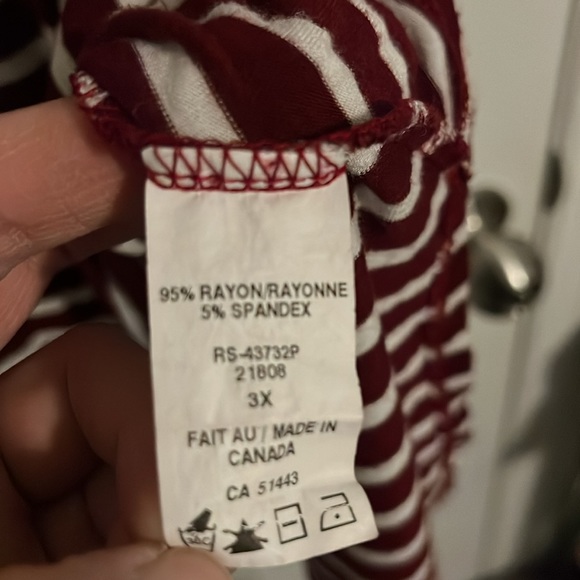 95% RAYON/RAYONNE
5% SPANDEX
RS-43732P
21808
3X
FAIT AU / MADE IN
CANADA
CA 51443